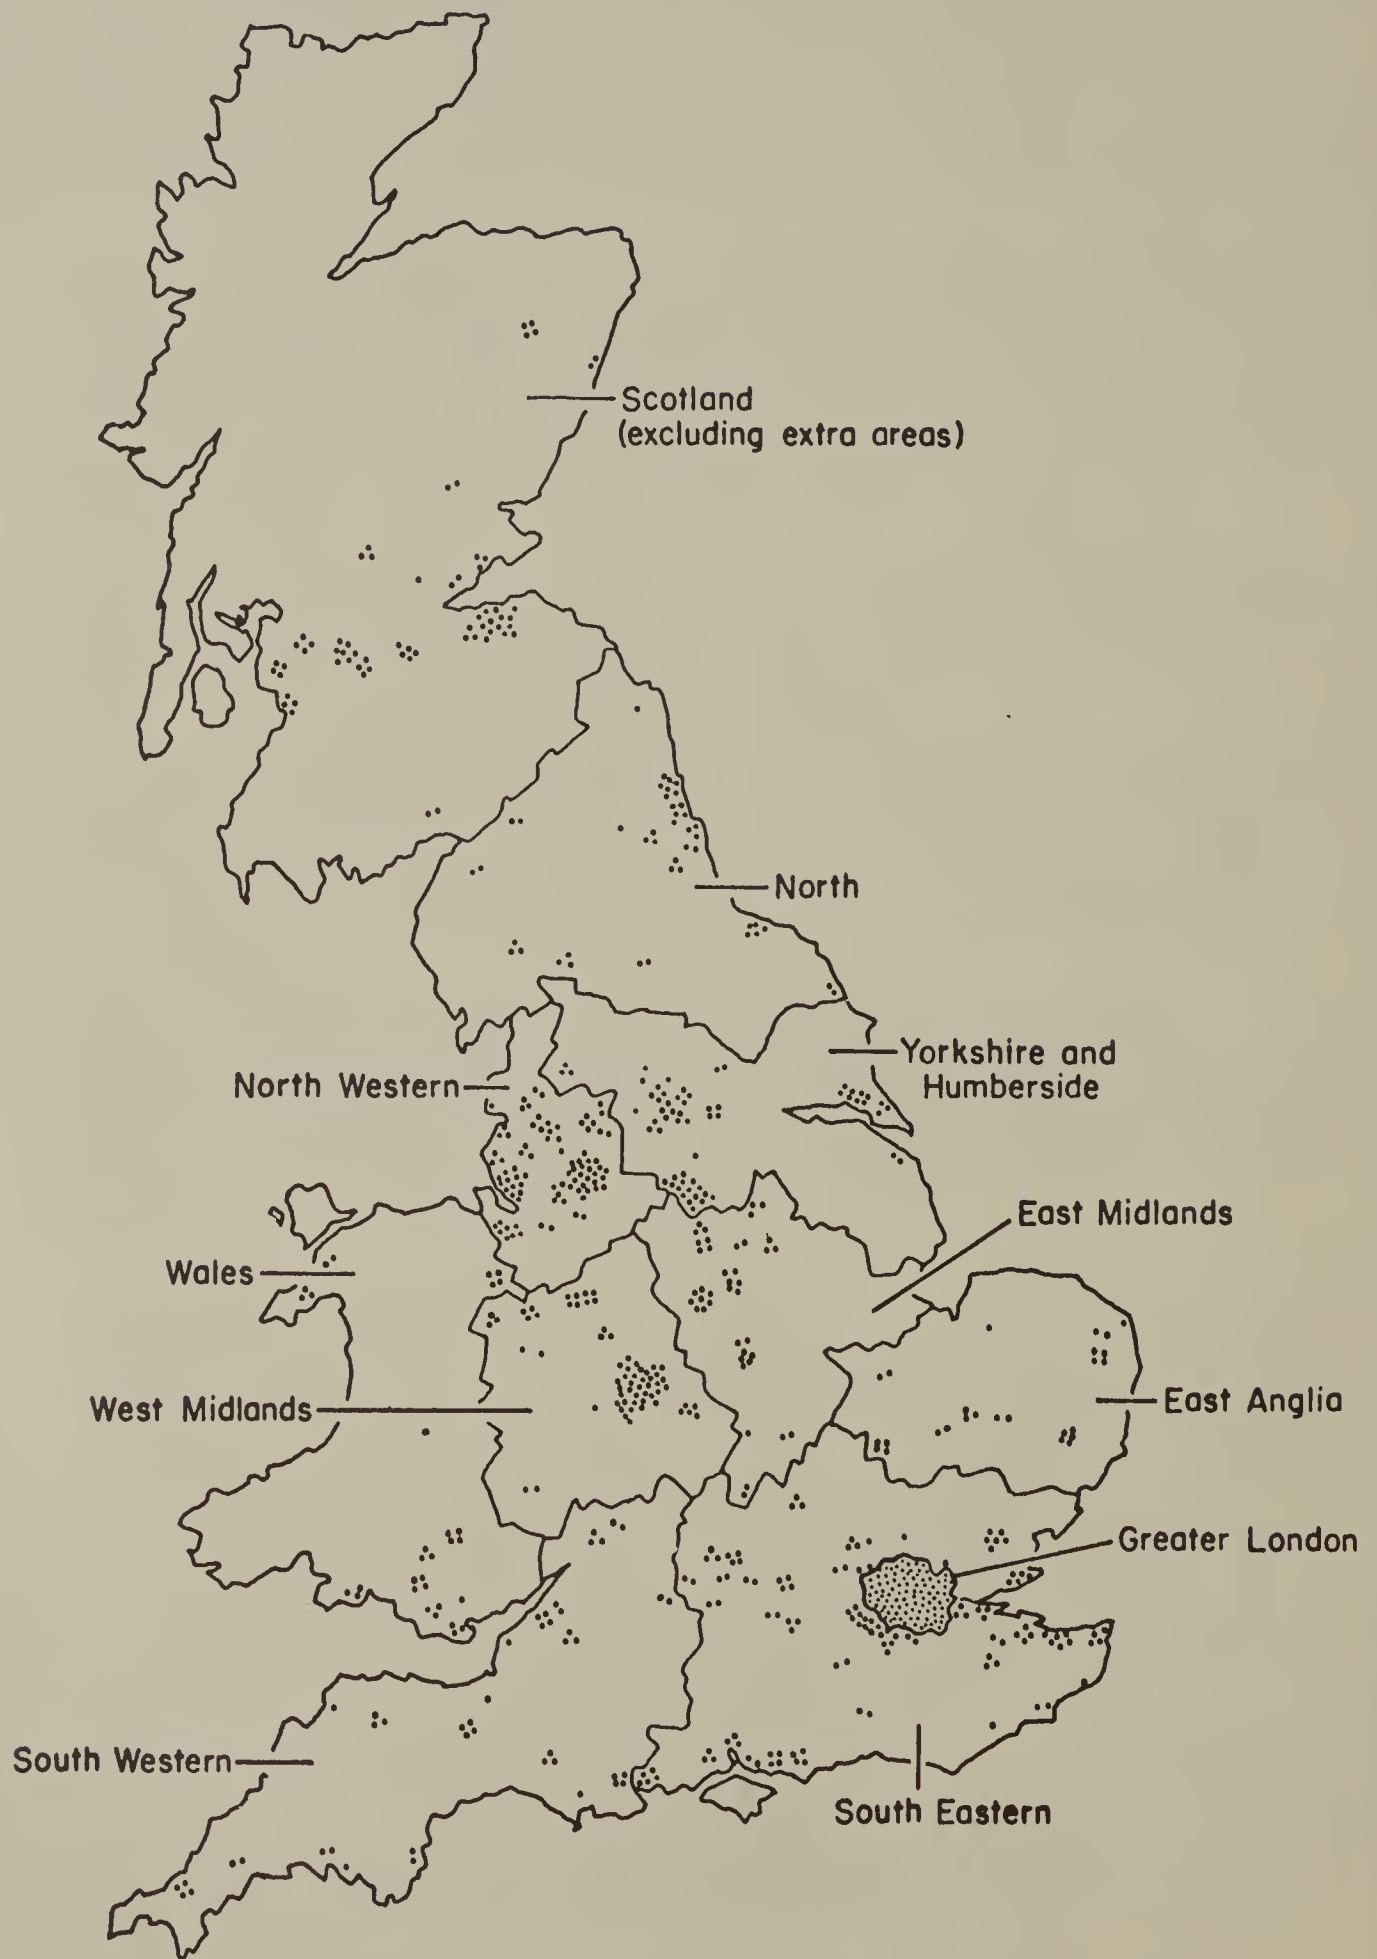 Scotland
(excluding extra areas)
North
Yorkshire and
Humberside
North Western
East Midlands
Wales
West Midlands
East Anglia
Greater London
South Western
South Eastern